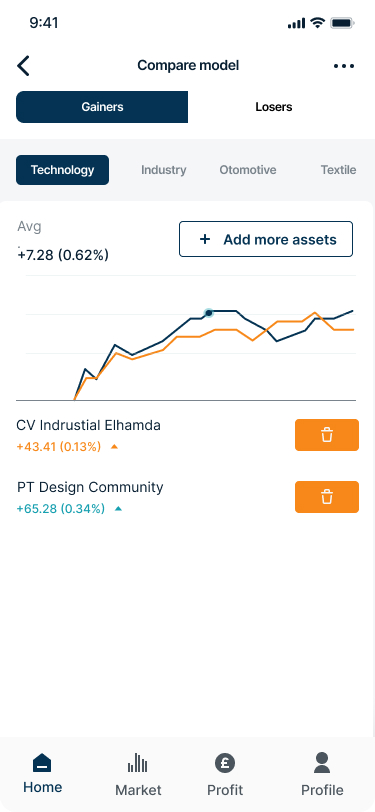 9:41
Compare model
Gainers
Losers
Technology
Industry
Otomotive
Textile
Avg
+7.28 (0.62%)
+ Add more assets
CV Indrustial Elhamda
+43.41 (0.13%)
PT Design Community
+65.28 (0.34%)
£
Home
Market
Profit
Profile